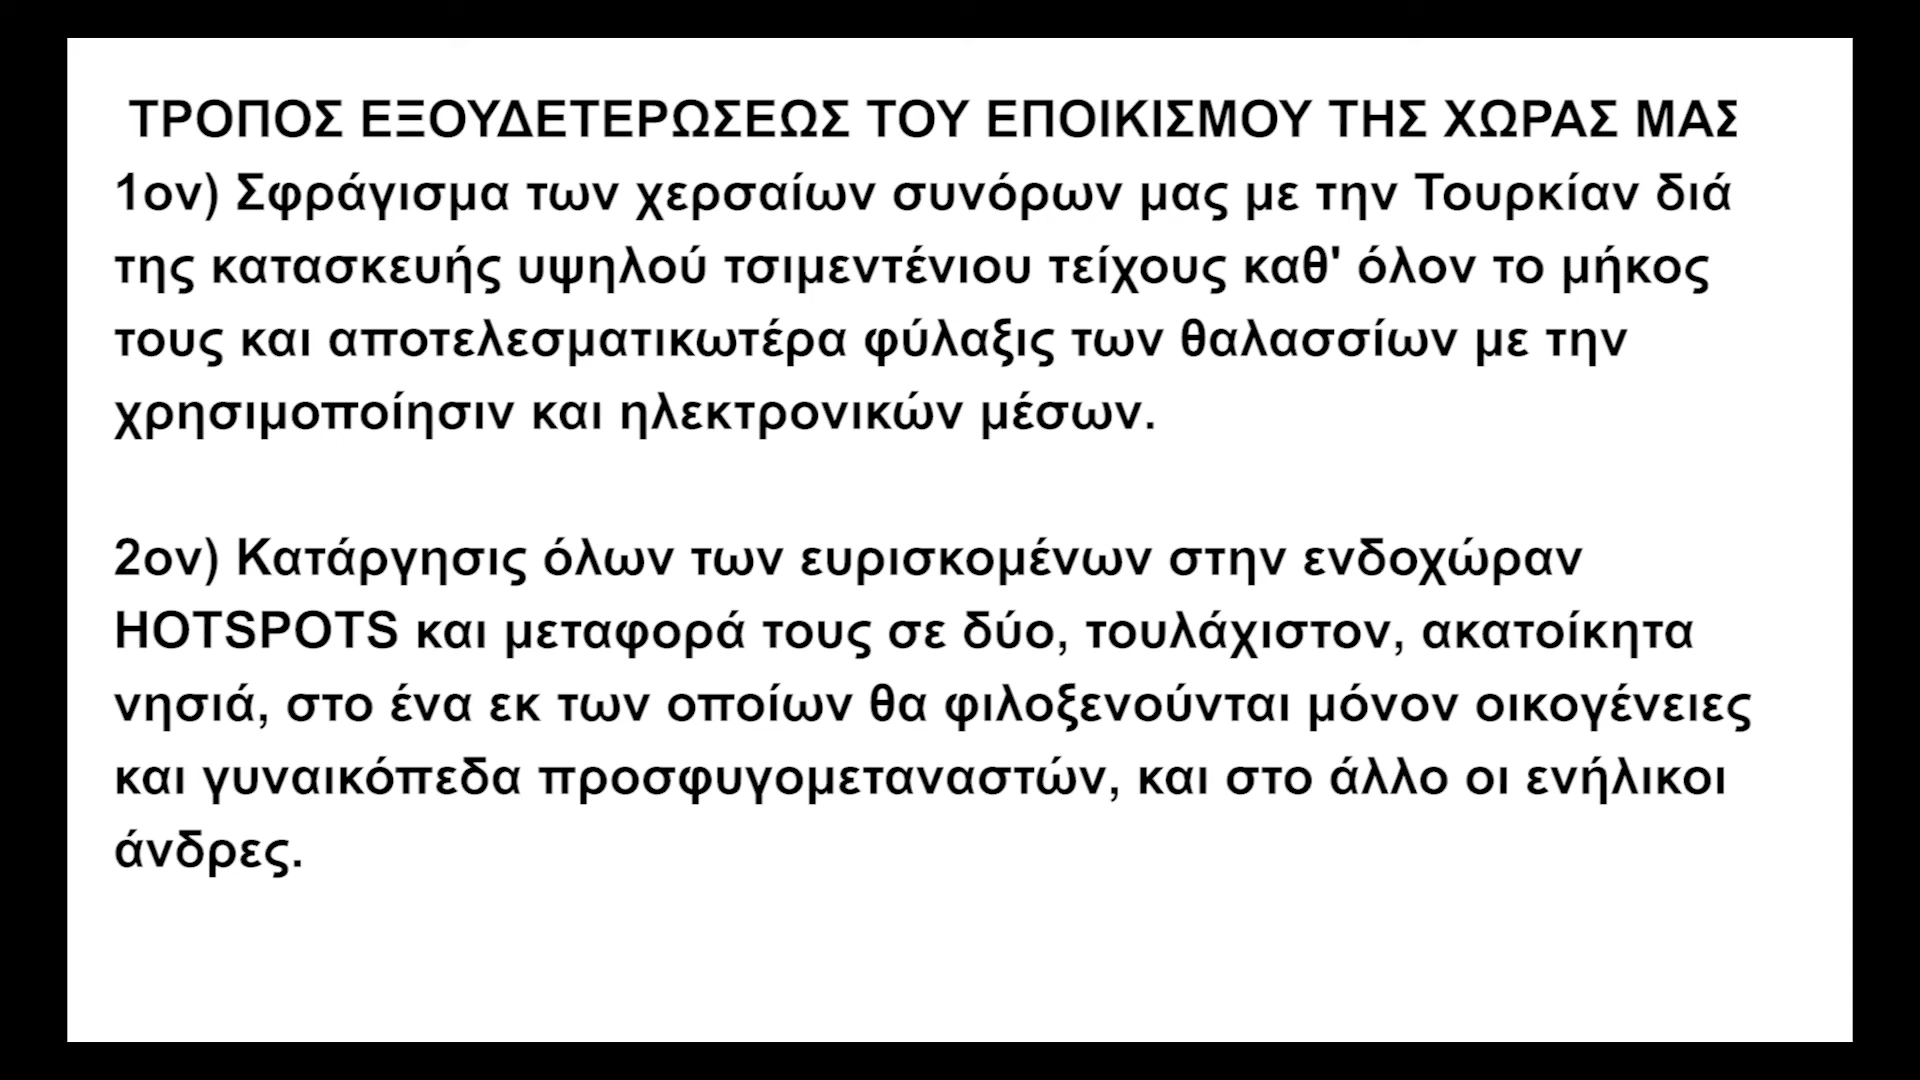 ΤΡΟΠΟΣ ΕΞΟΥΔΕΤΕΡΩΣΕΩΣ ΤΟΥ ΕΠΟΙΚΙΣΜΟΥ ΤΗΣ ΧΩΡΑΣ ΜΑΣ
1ον) Σφράγισμα των χερσαίων συνόρων μας με την Τουρκίαν διά
της κατασκευής υψηλού τσιμεντένιου τείχους καθ' όλον το μήκος
τους και αποτελεσματικωτέρα φύλαξις των θαλασσίων με την
χρησιμοποίησιν και ηλεκτρονικών μέσων.
2ον) Κατάργησις όλων των ευρισκομένων στην ενδοχώραν
HOTSPOTS και μεταφορά τους σε δύο, τουλάχιστον, ακατοίκητα
νησιά, στο ένα εκ των οποίων θα φιλοξενούνται μόνον οικογένειες
και γυναικόπεδα προσφυγομεταναστών, και στο άλλο οι ενήλικοι
άνδρες.